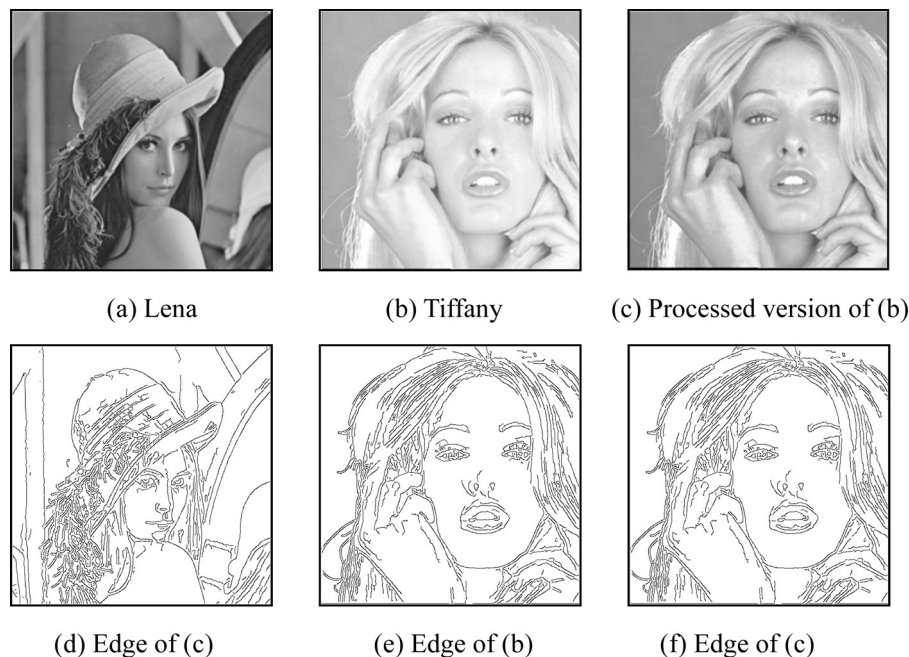 (a) Lena
(b) Tiffany
(c) Processed version of (b)
(d) Edge of (c)
(e) Edge of (b)
(f) Edge of (c)